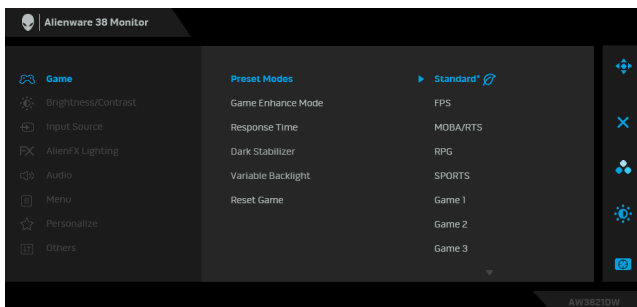 Alienware 38 Monitor
Game
Preset Modes
Standard*
Brightness/Contrast
Game Enhance Mode
FPS
Input Source
Response Time
MOBA/RTS
FX
AlienFX Lighting
Dark Stabilizer
RPG
Audio
Variable Backlight
SPORTS
Menu
Reset Game
Game 1
Personalize
Game 2
Others
Game 3
AW3821DW